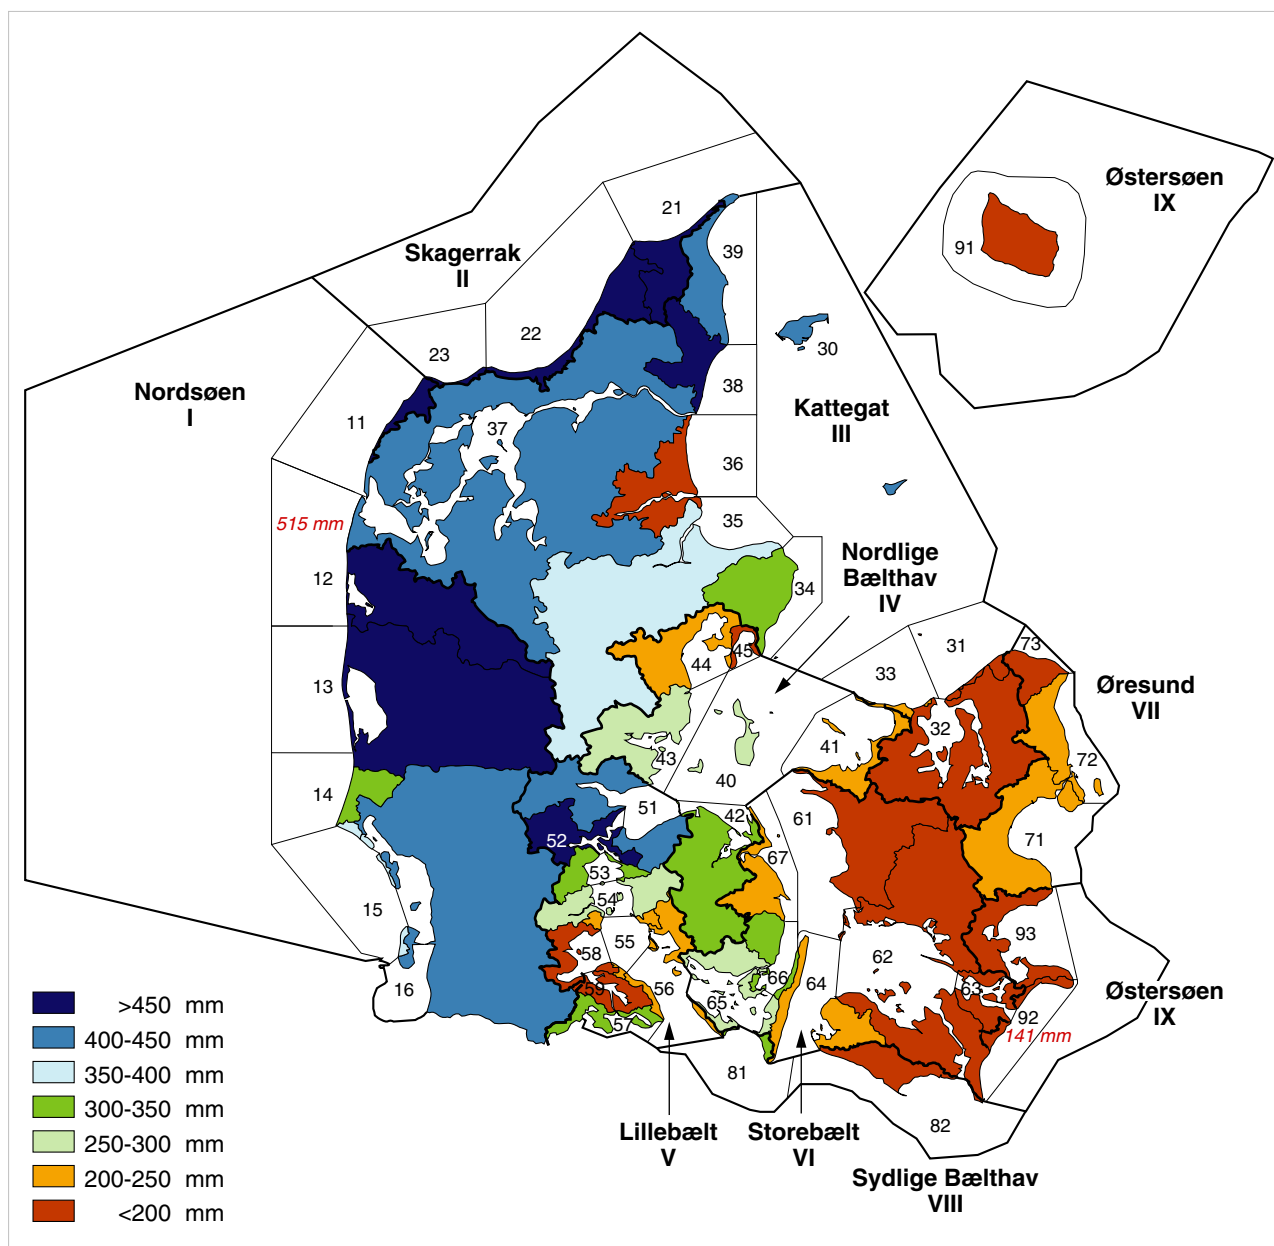 Østersøen
IX
91
21
39
Skagerrak
II
22
23
30
Nordsøen
I
11
38
Kattegat
III
37
36
515 mm
35
Nordlige
Bælthav
IV
12
34
45
44
31
73
33
13
Øresund
VII
32
41
43
72
40
14
51
42
61
52
67
71
53
54
15
55
93
58
62
66
16
59
56
64
63
65
57
92
Østersøen
IX
141 mm
81
82
Lillebælt
V
Storebælt
VI
Sydlige Bælthav
VIII
>450 mm
400-450 mm
350-400 mm
300-350 mm
250-300 mm
200-250 mm
<200 mm